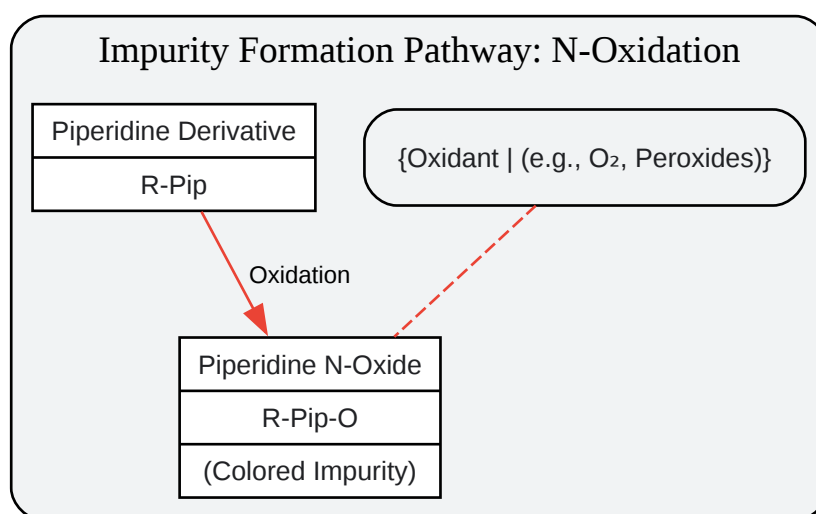 Impurity Formation Pathway: N-Oxidation
Piperidine Derivative
R-Pip
{Oxidant | (e.g., O₂, Peroxides)}
Oxidation
Piperidine N-Oxide
R-Pip-O
(Colored Impurity)